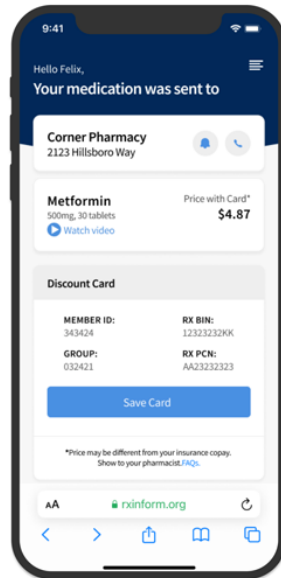 9:41
Hello Felix,
Your medication was sent to
Corner Pharmacy
2123 Hillsboro Way
Metformin
Price with Card*
500mg, 30 tablets
$4.87
Watch video
Discount Card
MEMBER ID:
RX BIN:
343424
12323232KK
GROUP:
RX PCN:
032421
AA23232323
Save Card
*Price may be different from your insurance copay.
Show to your pharmacist.FAQs.
AA
rxinform.org